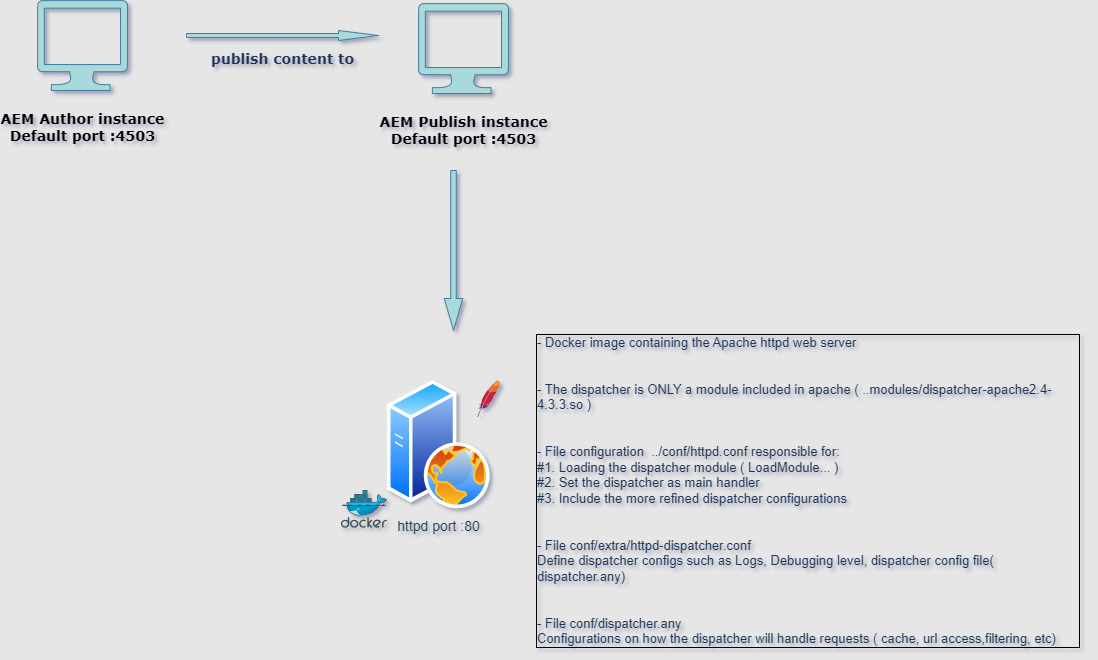 publish content to
AEM Author instance
Default port :4503
AEM Publish instance
Default port :4503
- Docker image containing the Apache httpd web server
- The dispatcher is ONLY a module included in apache ( ..modules/dispatcher-apache2.4-
4.3.3.so )
- File configuration  ../conf/httpd.conf responsible for:
#1. Loading the dispatcher module ( LoadModule... )
#2. Set the dispatcher as main handler
#3. Include the more refined dispatcher configurations
- File conf/extra/httpd-dispatcher.conf
Define dispatcher configs such as Logs, Debugging level, dispatcher config file(
dispatcher.any)
- File conf/dispatcher.any
Configurations on how the dispatcher will handle requests ( cache, url access,filtering, etc)
docker
httpd port :80